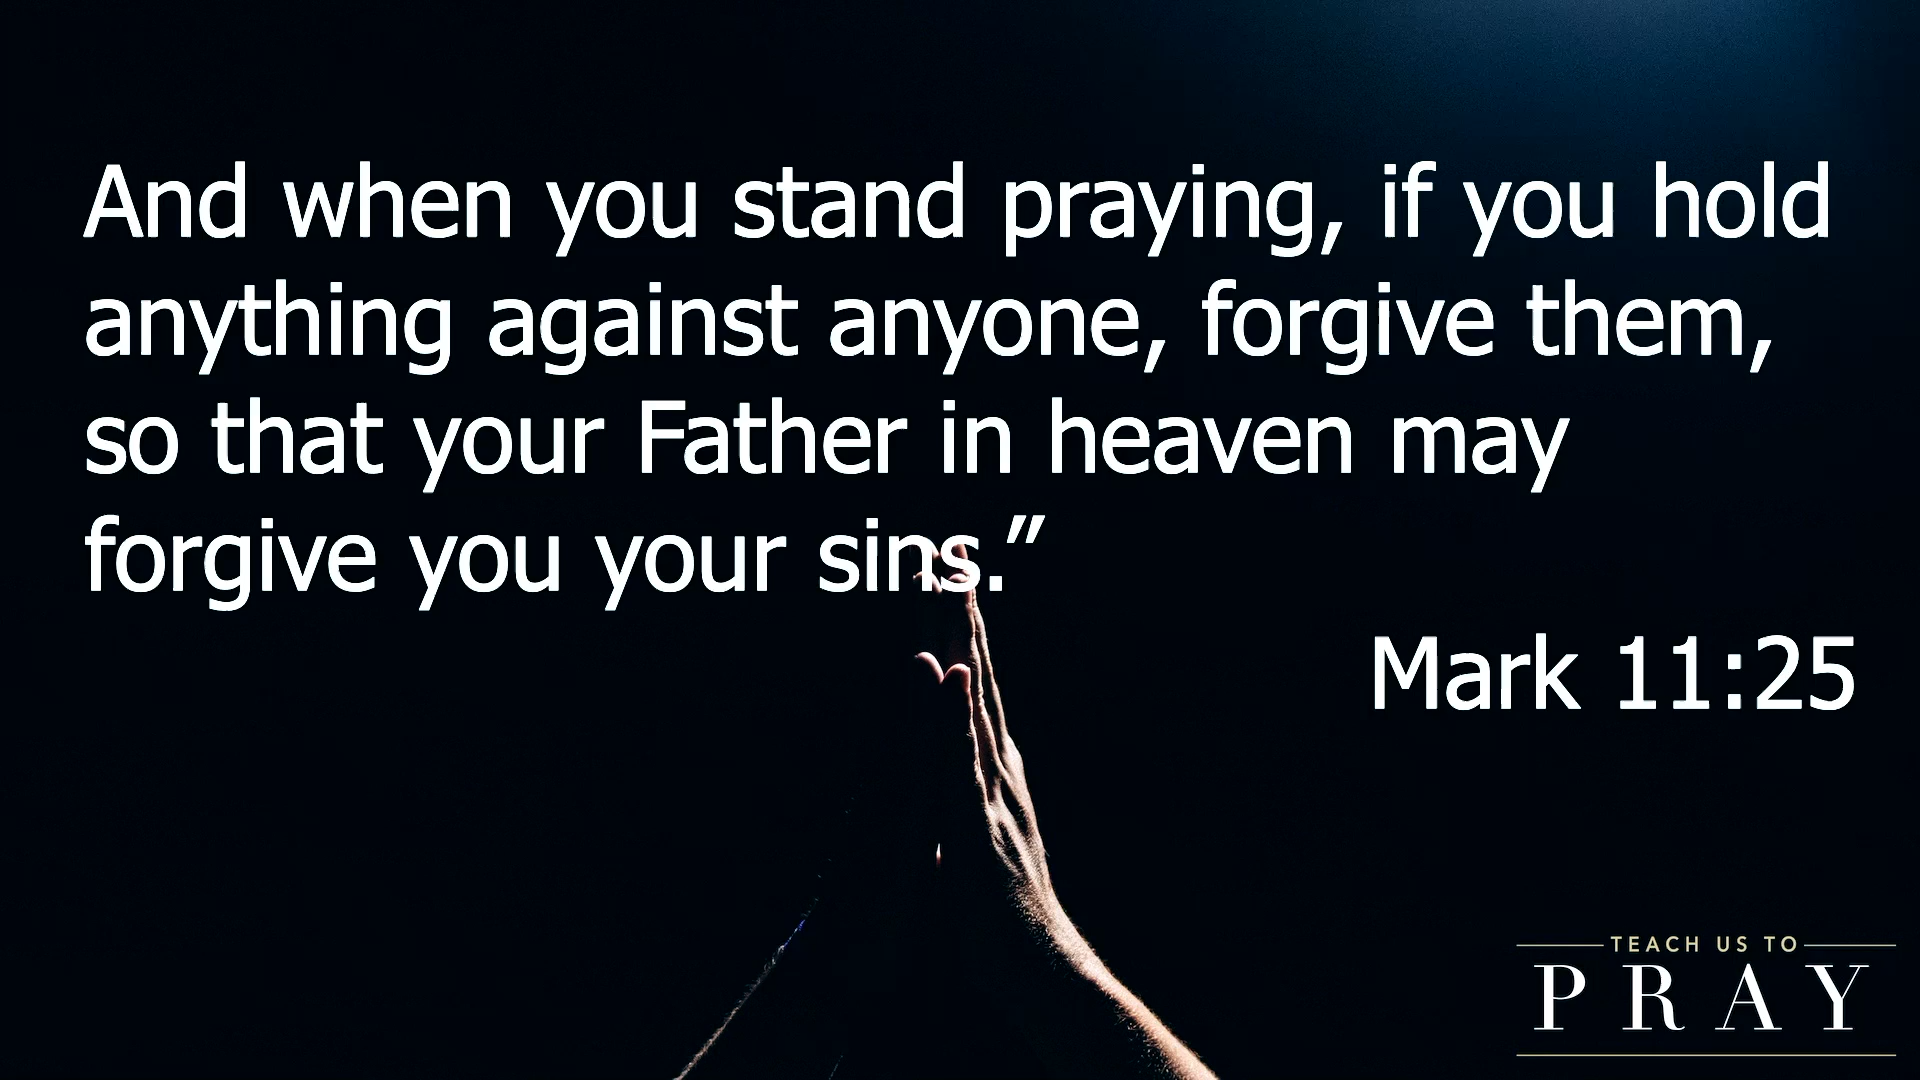 And when you stand praying, if you hold
anything against anyone, forgive them,
so that your Father in heaven may
forgive you your sins.”
Mark 11:25
TEACH US TO
PRAY